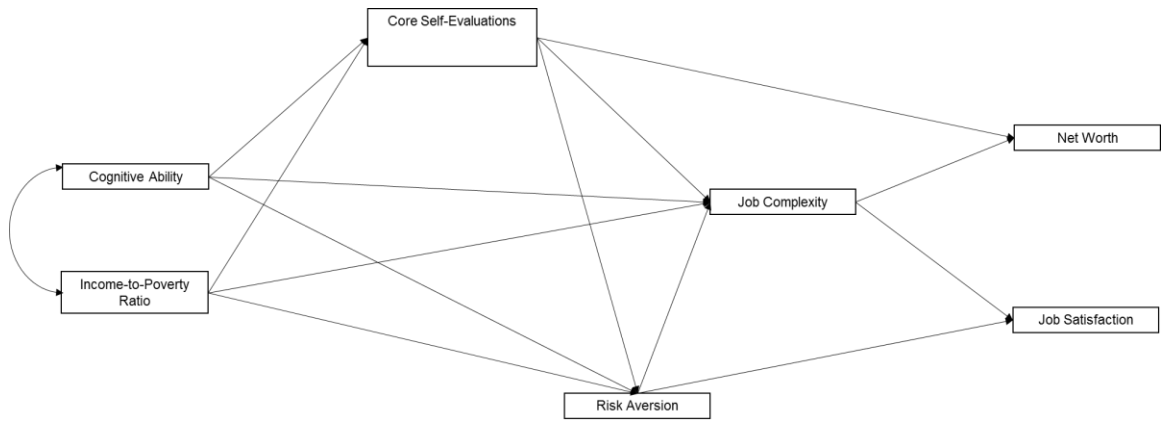 Core Self-Evaluations
Net Worth
Cognitive Ability
Job Complexity
Income-to-Poverty
Ratio
Job Satisfaction
Risk Aversion